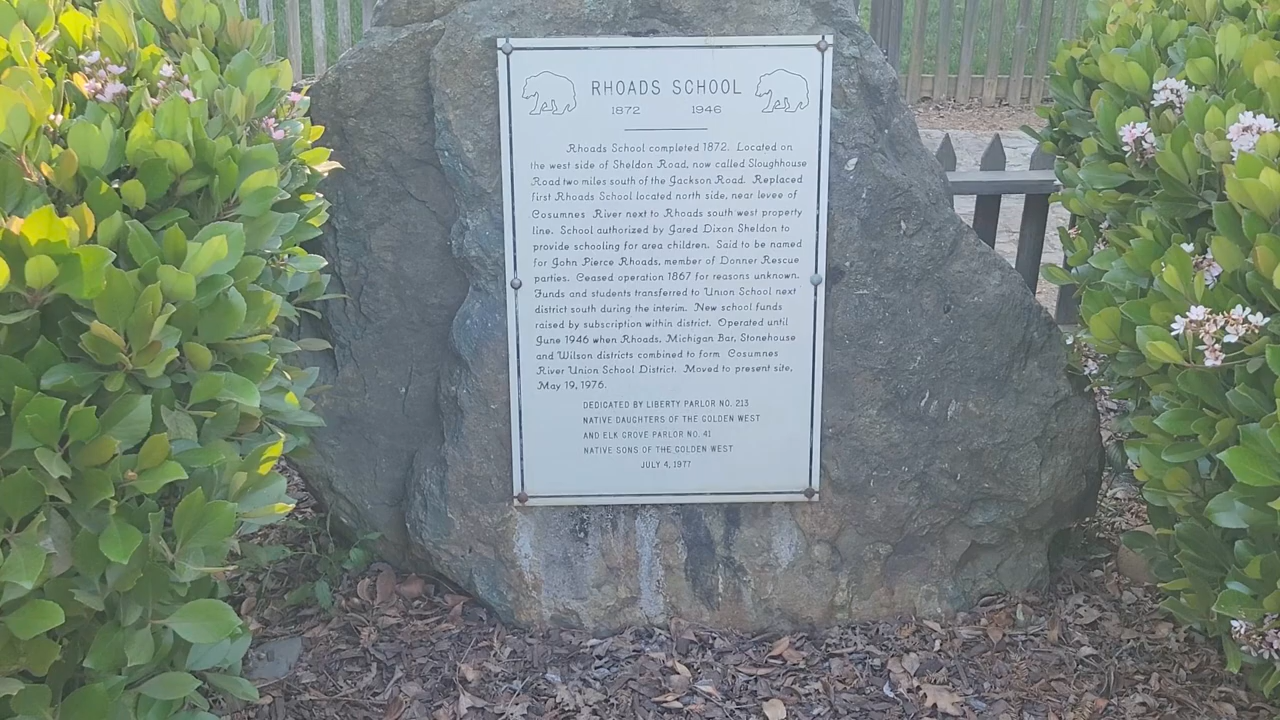 RHOADS SCHOOL
1872 1946
Rhoads School completed 1872. Located on
the west side of Sheldon Road, now called Sloughhouse
Road two miles south of the Jackson Road. Replaced
first Rhoads School located north side, near levee of
Cosumnes River next to Rhoads south west property
line. School authorized by Jared Dixon Sheldon to
provide schooling for area children. Said to be named
for John Pierce Rhoads, member of Donner Rescue
parties. Ceased operation 1867 for reasons unknown.
Funds and students transferred to Union School next
district south during the interim. New school funds
raised by subscription within district. Operated until
June 1946 when Rhoads, Michigan Bar, Stonehouse
and Wilson districts combined to form Cosumnes
River Union School District. Moved to present site,
May 19, 1976.
DEDICATED BY LIBERTY PARLOR NO. 213
NATIVE DAUGHTERS OF THE GOLDEN WEST
AND ELK GROVE PARLOR NO. 41
NATIVE SONS OF THE GOLDEN WEST
JULY 4, 1977